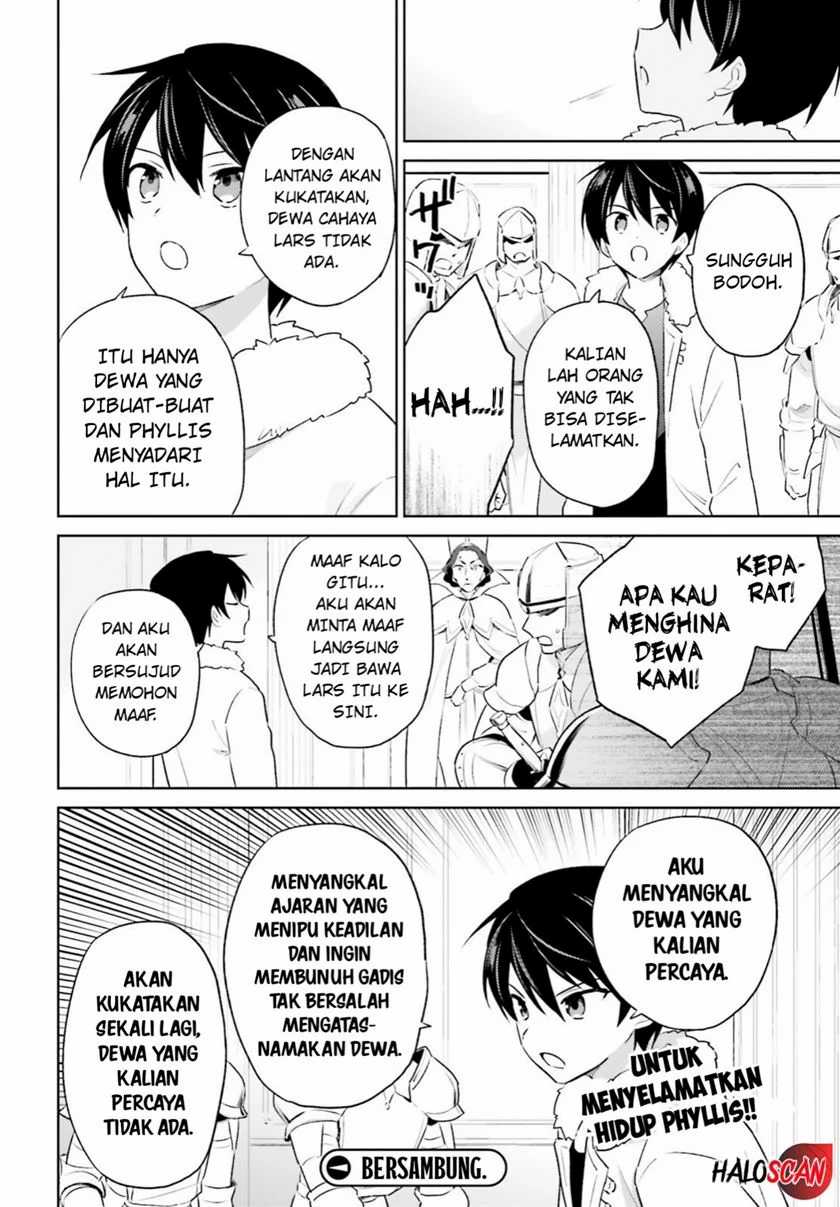 SUNGGUH
BODOH.
KALIAN
LAH ORANG
YANG TAK
BISA DISE-
LAMATKAN.
ザワッ
HAH...!!
DENGAN
LANTANG AKAN
KUKATAKAN,
DEWA CAHAYA
LARS TIDAK
ADA.
ITU HANYA
DEWA YANG
DIBUAT-BUAT
DAN PHYLLIS
MENYADARI
HAL ITU.
KEPA-
RAT!
APA KAU
MENGHINA
DEWA
KAMI!
MAAF KALO
GITU...
AKU AKAN
MINTA MAAF
LANGSUNG
JADI BAWA
LARS ITU KE
SINI.
DAN AKU
AKAN
BERSUJUD
MEMOHON
MAAF.
AKU
MENYANGKAL
DEWA YANG
KALIAN
PERCAYA.
MENYANGKAL
AJARAN YANG
MENIPU KEADILAN
DAN INGIN
MEMBUNUH GADIS
TAK BERSALAH
MENGATAS-
NAMAKAN DEWA.
AKAN
KUKATAKAN
SEKALI LAGI,
DEWA YANG
KALIAN
PERCAYA
TIDAK ADA.
UNTUK
MENYELAMATKAN
HIDUP PHYLLIS!!
BERSAMBUNG.
HALOSCAN